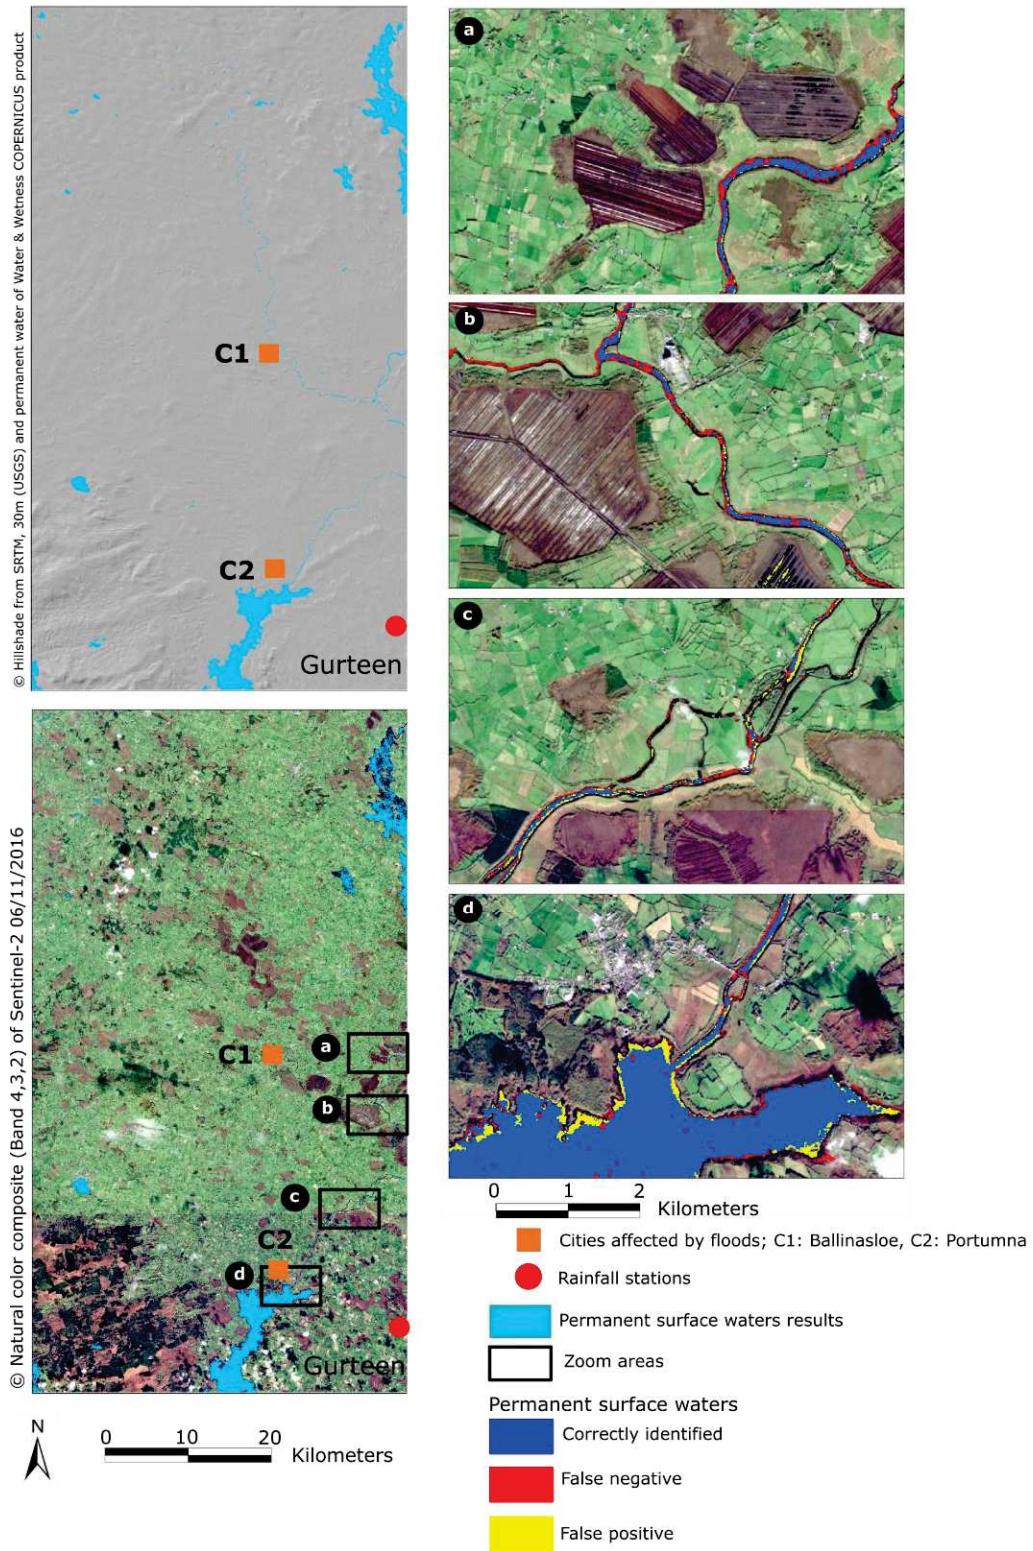 © Hillshade from SRTM, 30m (USGS) and permanent water of Water & Wetness COPERNICUS product
C1
C2
Gurteen
© Natural color composite (Band 4,3,2) of Sentinel-2 06/11/2016
C1
a
b
c
C2
d
Gurteen
N
0 10 20
Kilometers
a
b
c
d
0 1 2
Kilometers
Cities affected by floods; C1: Ballinasloe, C2: Portumna
Rainfall stations
Permanent surface waters results
Zoom areas
Permanent surface waters
Correctly identified
False negative
False positive